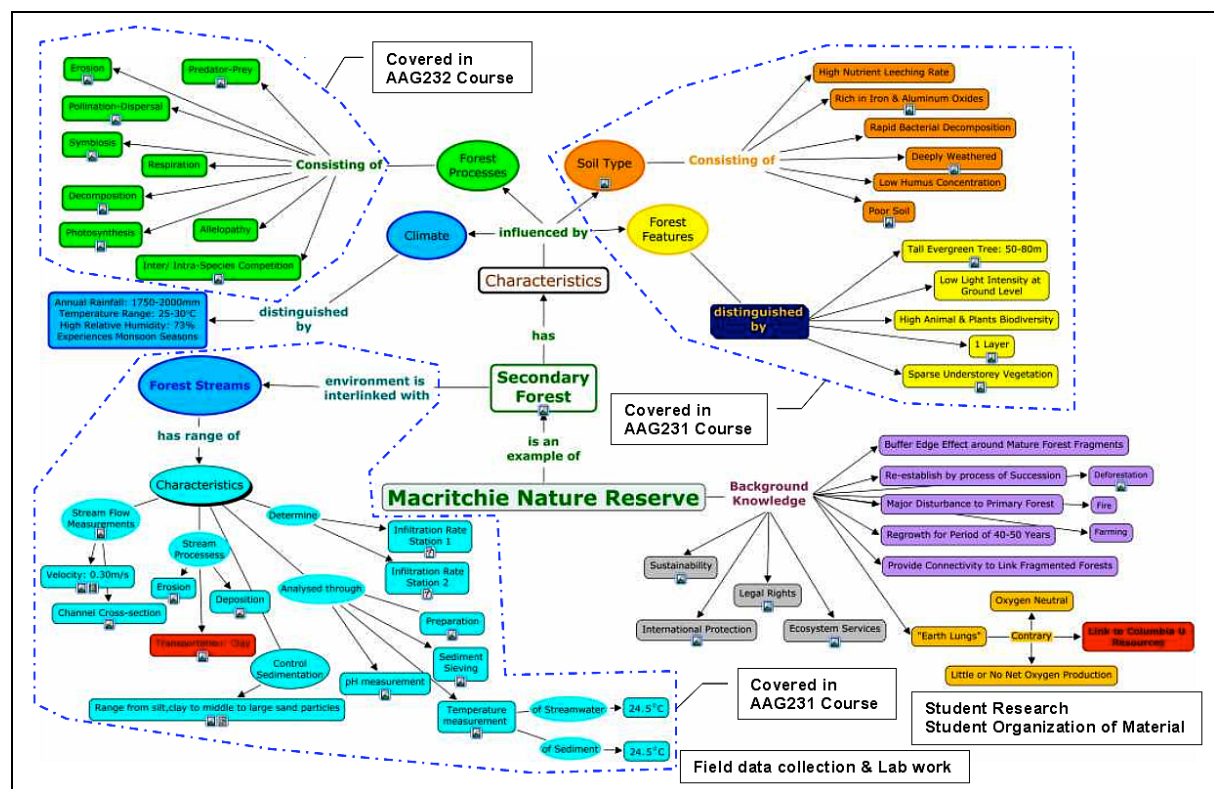 Covered in
AAG232 Course
Erosion
Predator-Prey
Pollination-Dispersal
Symbiosis
Respiration
Decomposition
Photosynthesis
Allelopathy
Inter/ Intra-Species Competition
Consisting of
Forest
Processes
Soil Type
Consisting of
High Nutrient Leeching Rate
Rich in Iron & Aluminum Oxides
Rapid Bacterial Decomposition
Deeply Weathered
Low Humus Concentration
Poor Soil
Climate
influenced by
Forest
Features
Characteristics
distinguished
by
Annual Rainfall: 1750-2000mm
Temperature Range: 25-30°C
High Relative Humidity: 73%
Experiences Monsoon Seasons
distinguished
by
Tall Evergreen Tree: 50-80m
Low Light Intensity at
Ground Level
High Animal & Plants Biodiversity
1 Layer
Sparse Understorey Vegetation
has
Forest Streams
environment is
interlinked with
Secondary
Forest
Covered in
AAG231 Course
has range of
is an
example of
Macritchie Nature Reserve
Background
Knowledge
Buffer Edge Effect around Mature Forest Fragments
Re-establish by process of Succession
Deforestation
Major Disturbance to Primary Forest
Fire
Regrowth for Period of 40-50 Years
Farming
Provide Connectivity to Link Fragmented Forests
Characteristics
Stream Flow
Measurements
Determine
Infiltration Rate
Station 1
Infiltration Rate
Station 2
Stream
Processess
Velocity: 0.30m/s
Erosion
Deposition
Channel Cross-section
Transportation: Clay
Analysed through
Preparation
Sediment
Sieving
pH measurement
Control
Sedimentation
Range from silt,clay to middle to large sand particles
Temperature
measurement
of Streamwater
24.5°C
of Sediment
24.5°C
Sustainability
Legal Rights
International Protection
Ecosystem Services
Oxygen Neutral
"Earth Lungs"
Contrary
Link to Columbia U
Resources
Little or No Net Oxygen Production
Covered in
AAG231 Course
Student Research
Student Organization of Material
Field data collection & Lab work